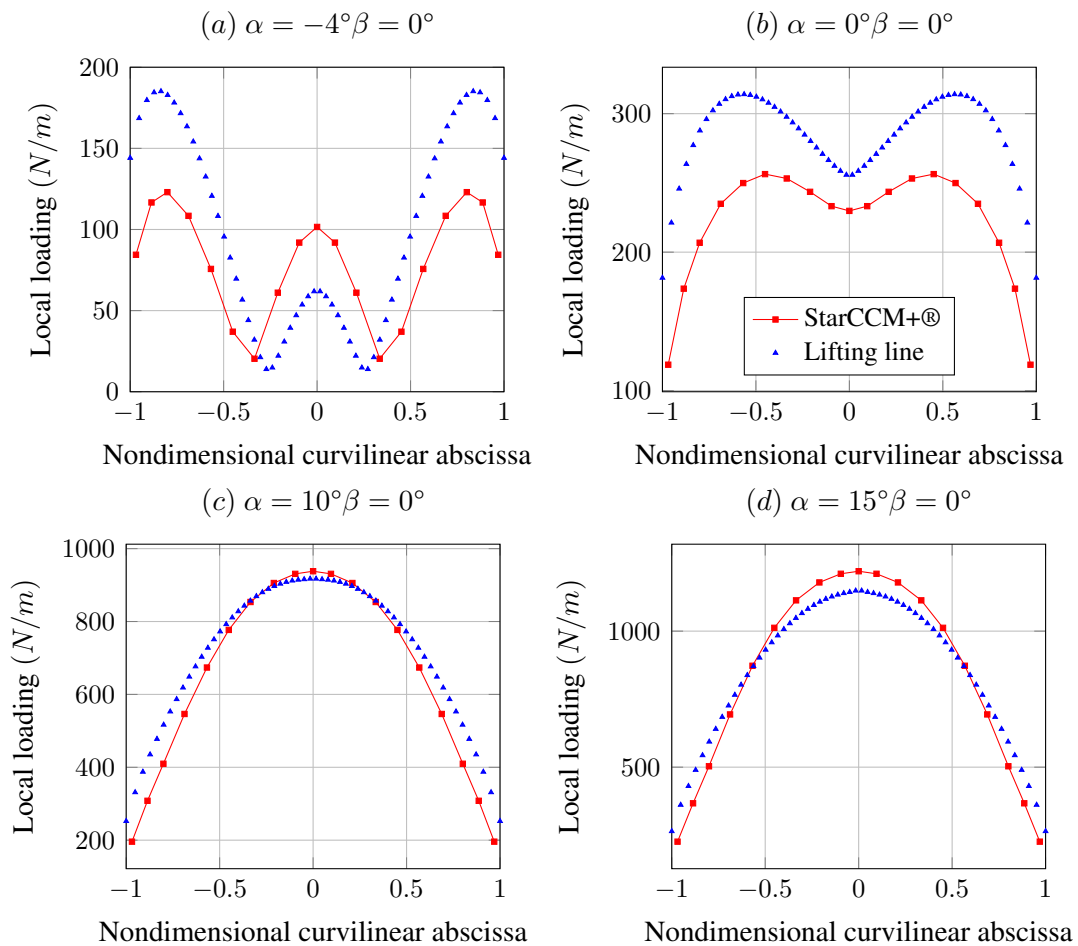 (a) α = −4°β = 0°
200
150
100
50
0
−1 −0.5 0 0.5 1
Local loading (N/m)
Nondimensional curvilinear abscissa
(b) α = 0°β = 0°
300
200
100
−1 −0.5 0 0.5 1
Local loading (N/m)
Nondimensional curvilinear abscissa
StarCCM+®
Lifting line
(c) α = 10°β = 0°
1000
800
600
400
200
−1 −0.5 0 0.5 1
Local loading (N/m)
Nondimensional curvilinear abscissa
(d) α = 15°β = 0°
1000
500
−1 −0.5 0 0.5 1
Local loading (N/m)
Nondimensional curvilinear abscissa